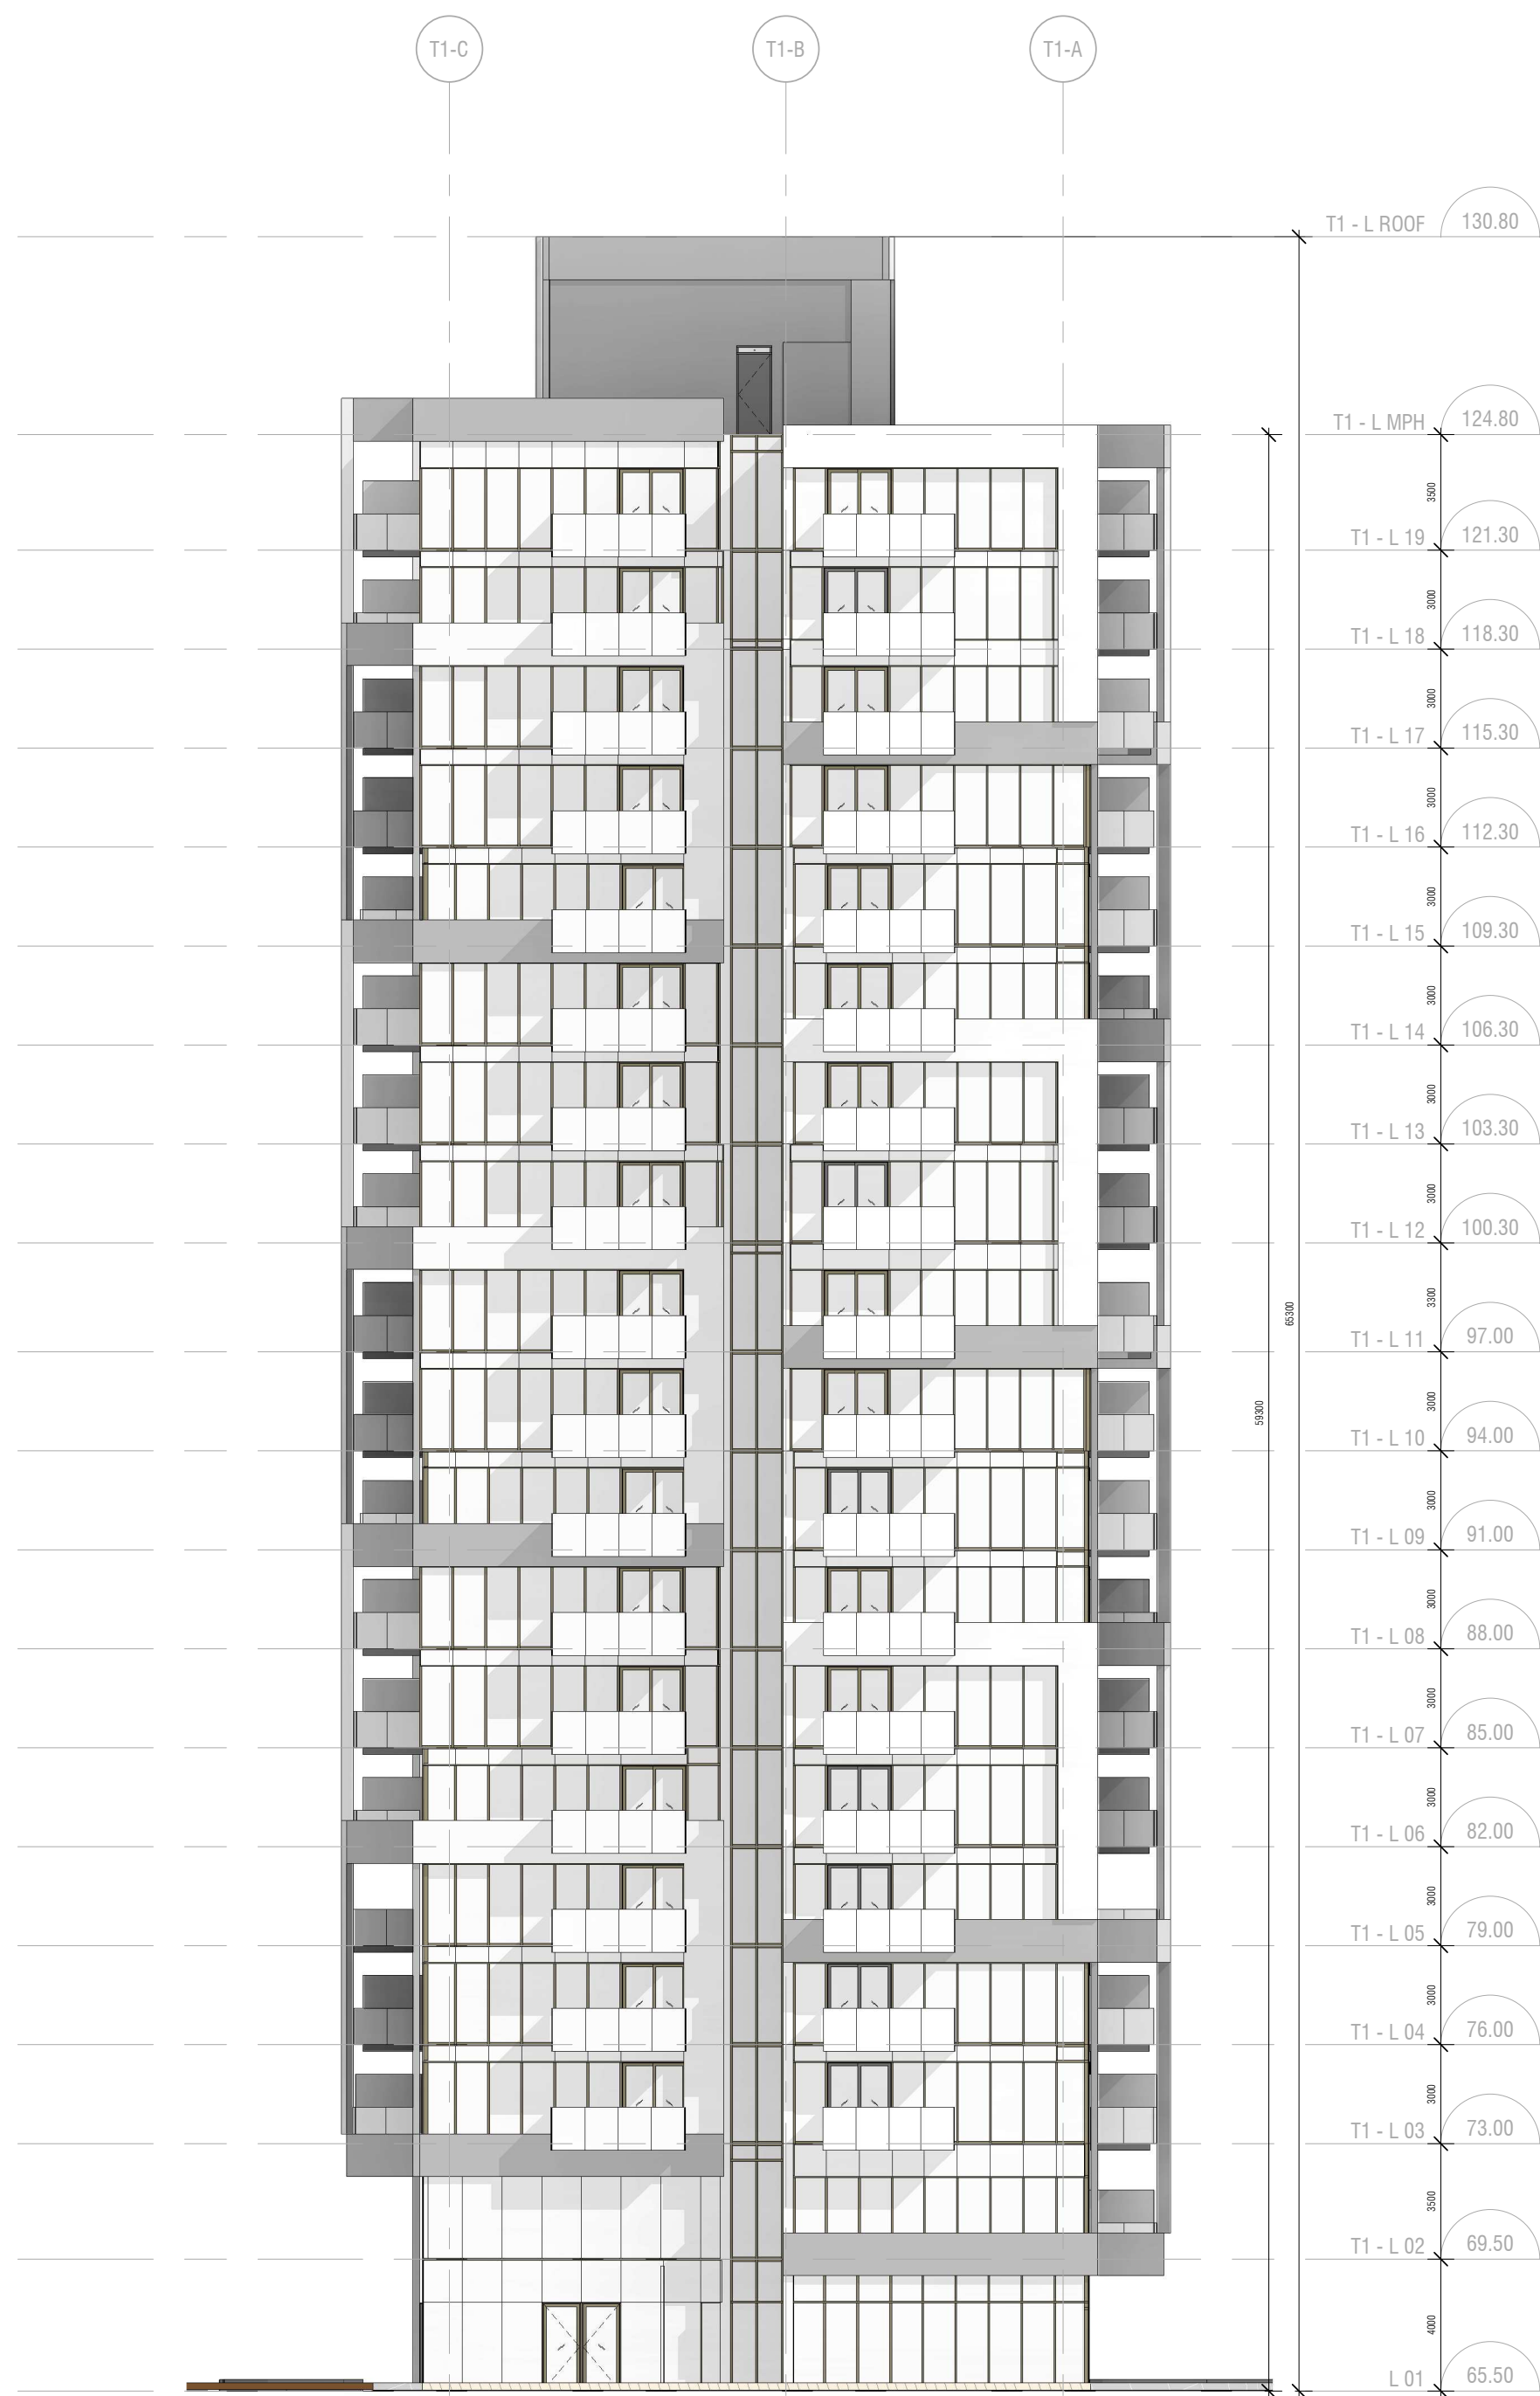 T1-C T1-B T1-A
T1 - L ROOF 130.80
T1 - L MPH 124.80
3500
T1 - L 19 121.30
3000
T1 - L 18 118.30
3000
T1 - L 17 115.30
3000
T1 - L 16 112.30
3000
T1 - L 15 109.30
3000
T1 - L 14 106.30
3000
T1 - L 13 103.30
3000
T1 - L 12 100.30
3300
65300
T1 - L 11 97.00
3000
59300
T1 - L 10 94.00
3000
T1 - L 09 91.00
3000
T1 - L 08 88.00
3000
T1 - L 07 85.00
3000
T1 - L 06 82.00
3000
T1 - L 05 79.00
3000
T1 - L 04 76.00
3000
T1 - L 03 73.00
3500
T1 - L 02 69.50
4000
L 01 65.50